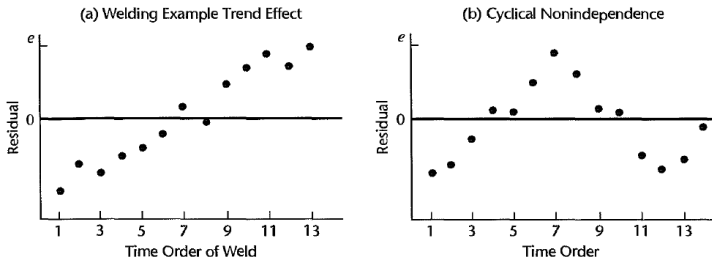 (a) Welding Example Trend Effect
e
0
Residual
1 3 5 7 9 11 13
Time Order of Weld
(b) Cyclical Nonindependence
e
0
Residual
1 3 5 7 9 11 13
Time Order